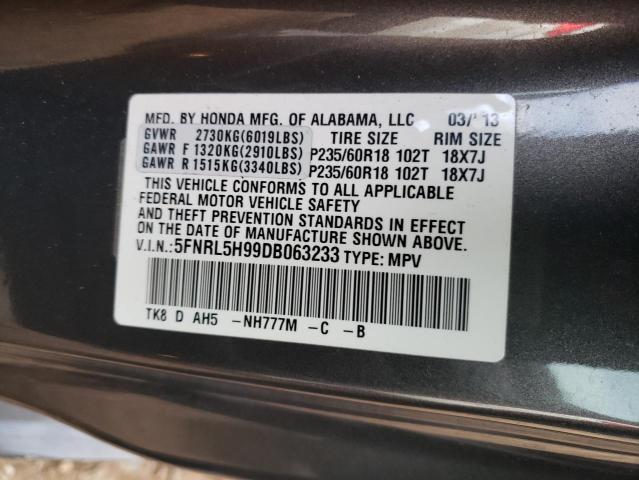 MFD. BY HONDA MFG. OF ALABAMA, LLC 03/'13
GVWR 2730KG(6019LBS) TIRE SIZE RIM SIZE
GAWR F 1320KG(2910LBS) P235/60R18 102T 18X7J
GAWR R 1515KG(3340LBS) P235/60R18 102T 18X7J
THIS VEHICLE CONFORMS TO ALL APPLICABLE
FEDERAL MOTOR VEHICLE SAFETY
AND THEFT PREVENTION STANDARDS IN EFFECT
ON THE DATE OF MANUFACTURE SHOWN ABOVE.
V.I.N.:5FNRL5H99DB063233 TYPE: MPV
TK8 D AH5 -NH777M -C -B